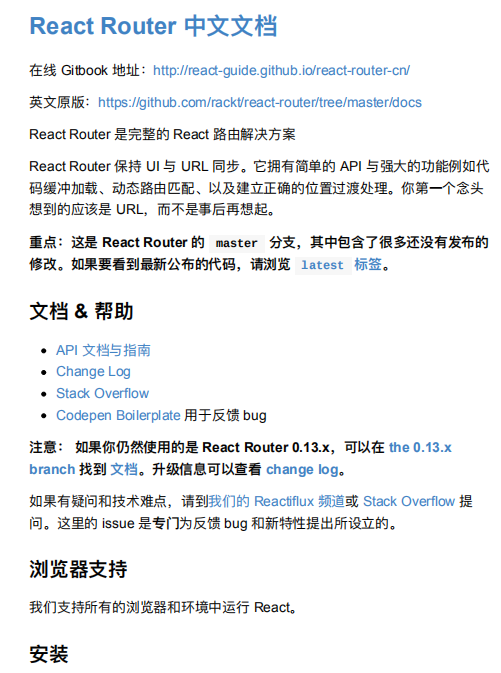 React Router 中文文档
在线 Gitbook 地址：http://react-guide.github.io/react-router-cn/
英文原版：https://github.com/rackt/react-router/tree/master/docs
React Router 是完整的 React 路由解决方案
React Router 保持 UI 与 URL 同步。它拥有简单的 API 与强大的功能例如代
码缓冲加载、动态路由匹配、以及建立正确的位置过渡处理。你第一个念头
想到的应该是 URL，而不是事后再想起。
重点：这是 React Router 的 master 分支，其中包含了很多还没有发布的
修改。如果要看到最新公布的代码，请浏览 latest 标签。
文档 & 帮助
• API 文档与指南
• Change Log
• Stack Overflow
• Codepen Boilerplate 用于反馈 bug
注意： 如果你仍然使用的是 React Router 0.13.x，可以在 the 0.13.x
branch 找到 文档。升级信息可以查看 change log。
如果有疑问和技术难点，请到我们的 Reactiflux 频道或 Stack Overflow 提
问。这里的 issue 是专门为反馈 bug 和新特性提出所设立的。
浏览器支持
我们支持所有的浏览器和环境中运行 React。
安装